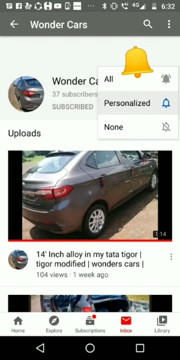 4G 6:32
Wonder Cars
Wonder Ca
37 subscribers
SUBSCRIBED
All
Personalized
None
Uploads
1:14
14' Inch alloy in my tata tigor |
tigor modified | wonders cars |
104 views · 1 week ago
Home
Explore
Subscriptions
Inbox
Library